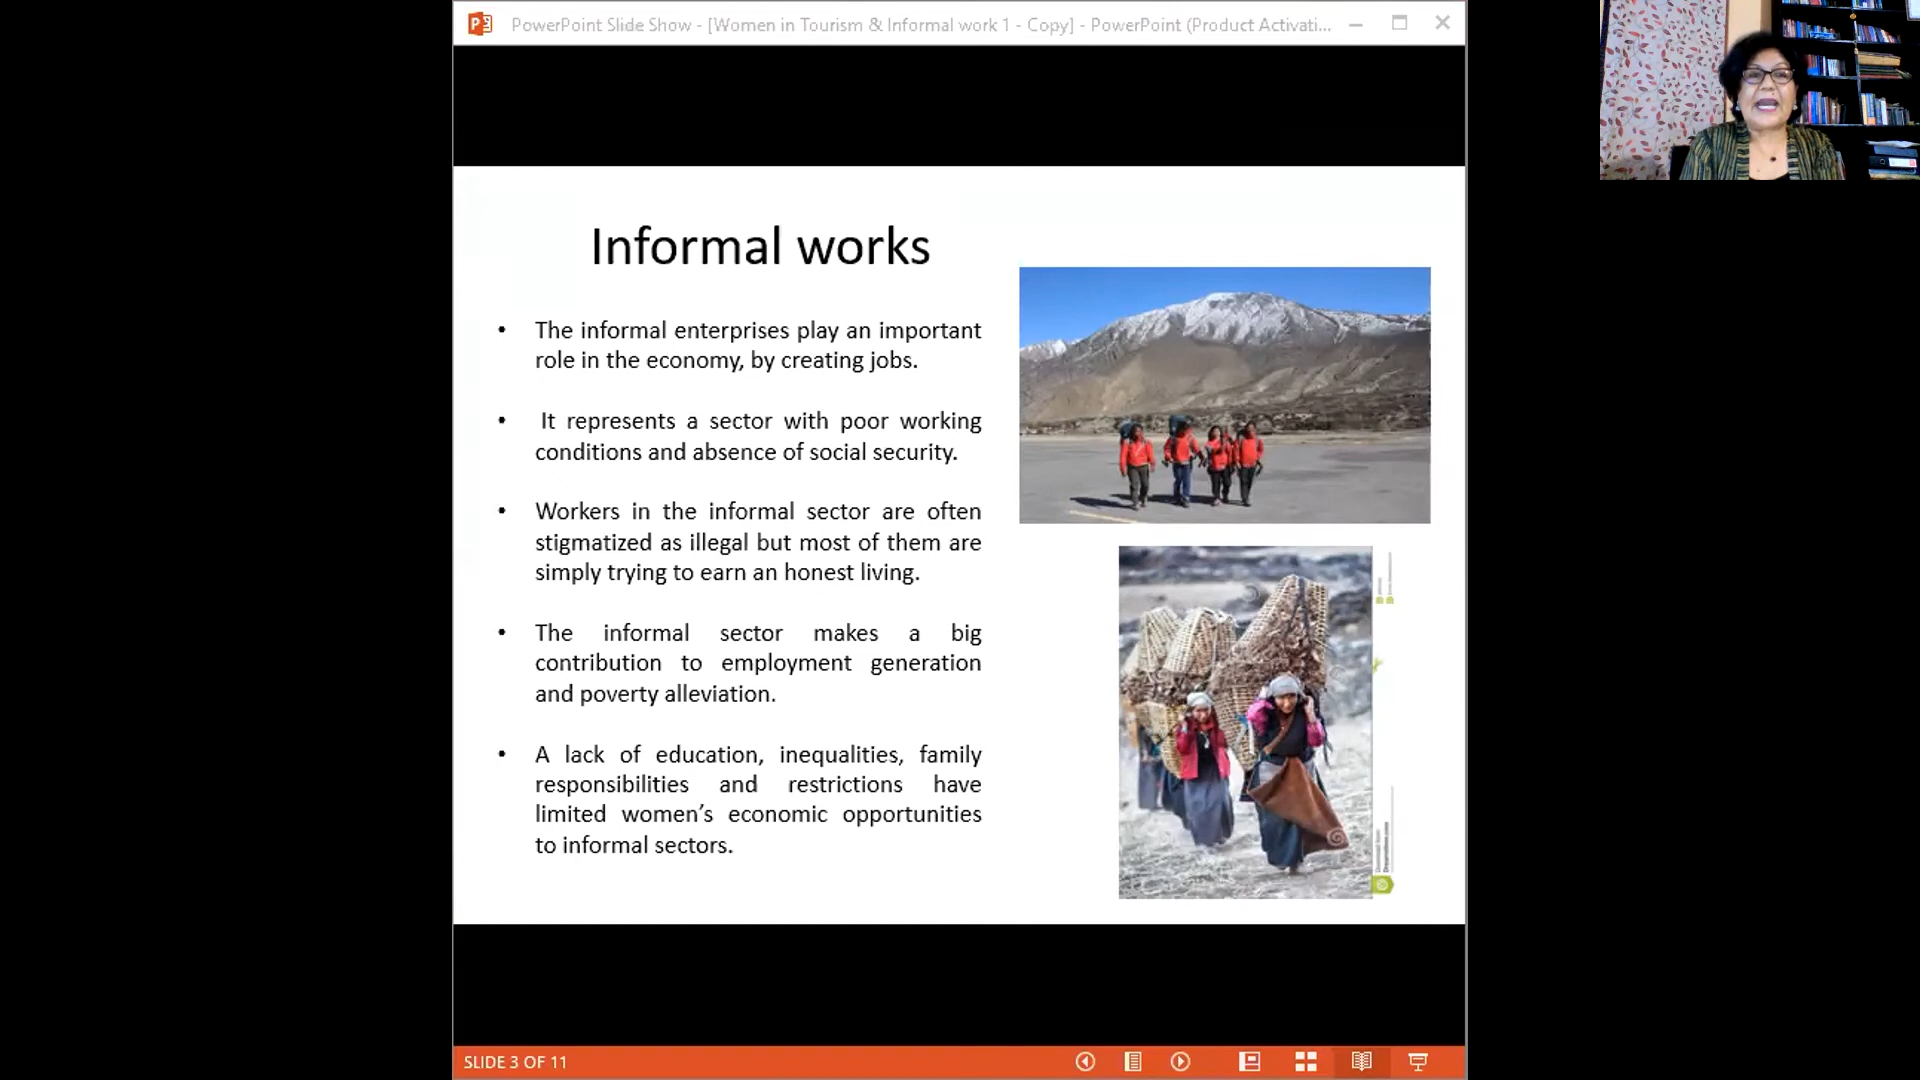 PowerPoint Slide Show - [Women in Tourism & Informal work 1 - Copy] - PowerPoint (Product Activati...
Informal works
• The informal enterprises play an important
role in the economy, by creating jobs.
• It represents a sector with poor working
conditions and absence of social security.
• Workers in the informal sector are often
stigmatized as illegal but most of them are
simply trying to earn an honest living.
• The informal sector makes a big
contribution to employment generation
and poverty alleviation.
• A lack of education, inequalities, family
responsibilities and restrictions have
limited women’s economic opportunities
to informal sectors.
SLIDE 3 OF 11